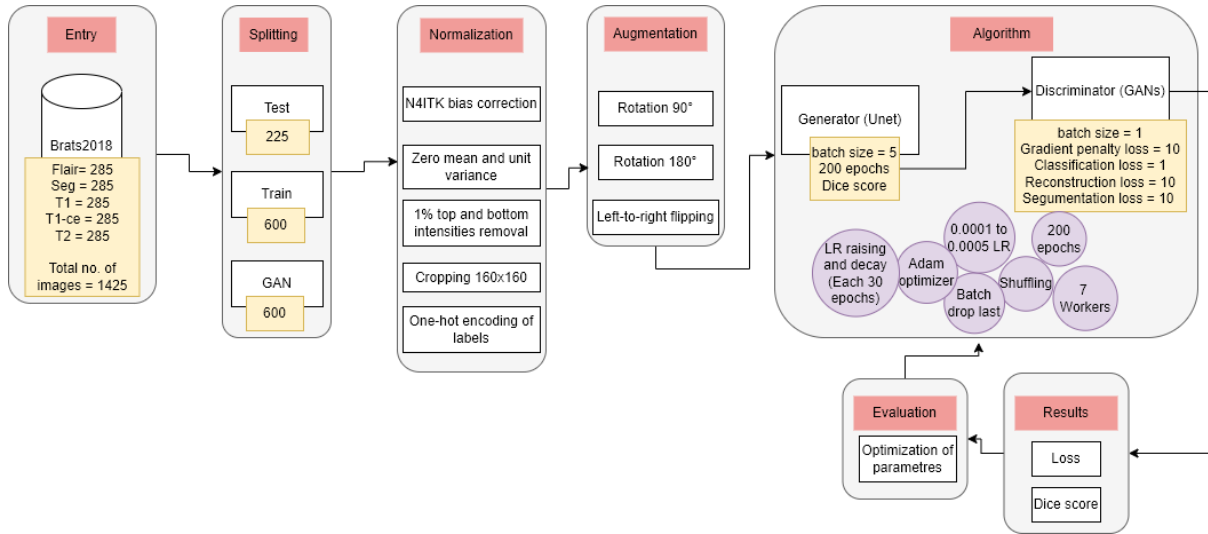 Entry
Brats2018
Flair= 285
Seg = 285
T1 = 285
T1-ce = 285
T2 = 285
Total no. of
images = 1425
Splitting
Test
225
Train
600
GAN
600
Normalization
N4ITK bias correction
Zero mean and unit
variance
1% top and bottom
intensities removal
Cropping 160x160
One-hot encoding of
labels
Augmentation
Rotation 90°
Rotation 180°
Left-to-right flipping
Algorithm
Generator (Unet)
batch size = 5
200 epochs
Dice score
Discriminator (GANs)
batch size = 1
Gradient penalty loss = 10
Classification loss = 1
Reconstruction loss = 10
Segumentation loss = 10
LR raising
and decay
(Each 30
epochs)
Adam
optimizer
0.0001 to
0.0005 LR
Batch
drop last
Shuffling
200
epochs
7
Workers
Evaluation
Optimization of
parametres
Results
Loss
Dice score